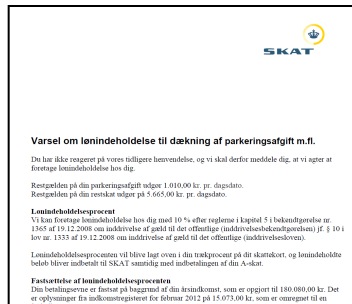 SKAT
Varsel om lønindeholdelse til dækning af parkeringsafgift m.fl.
Du har ikke reageret på vores tidligere henvendelse, og vi skal derfor meddele dig, at vi agter at
foretage lønindeholdelse hos dig.
Restgælden på din parkeringsafgift udgør 1.010,00 kr. pr. dagsdato.
Restgælden på din restskat udgør på 5.665,00 kr. pr. dagsdato.
Lønindeholdelsesprocent
Vi kan foretage lønindeholdelse hos dig med 10 % efter reglerne i kapitel 5 i bekendtgørelse nr.
1365 af 19.12.2008 om inddrivelse af gæld til det offentlige (inddrivelsesbekendtgørelsen) jf. § 10 i
lov nr. 1333 af 19.12.2008 om inddrivelse af gæld til det offentlige (inddrivelsesloven).
Lønindeholdelsesprocenten vil blive lagt oven i din trækprocent på dit skattekort, og lønindeholdte
beløb bliver indbetalt til SKAT samtidig med indbetalingen af din A-skat.
Fastsættelse af lønindeholdelsesprocenten
Din betalingsevne er fastsat på baggrund af din årsindkomst, som er opgjort til 180.080,00 kr. Det
er oplysninger fra indkomstregisteret for februar 2012 på 15.073,00 kr, som er omregnet til en